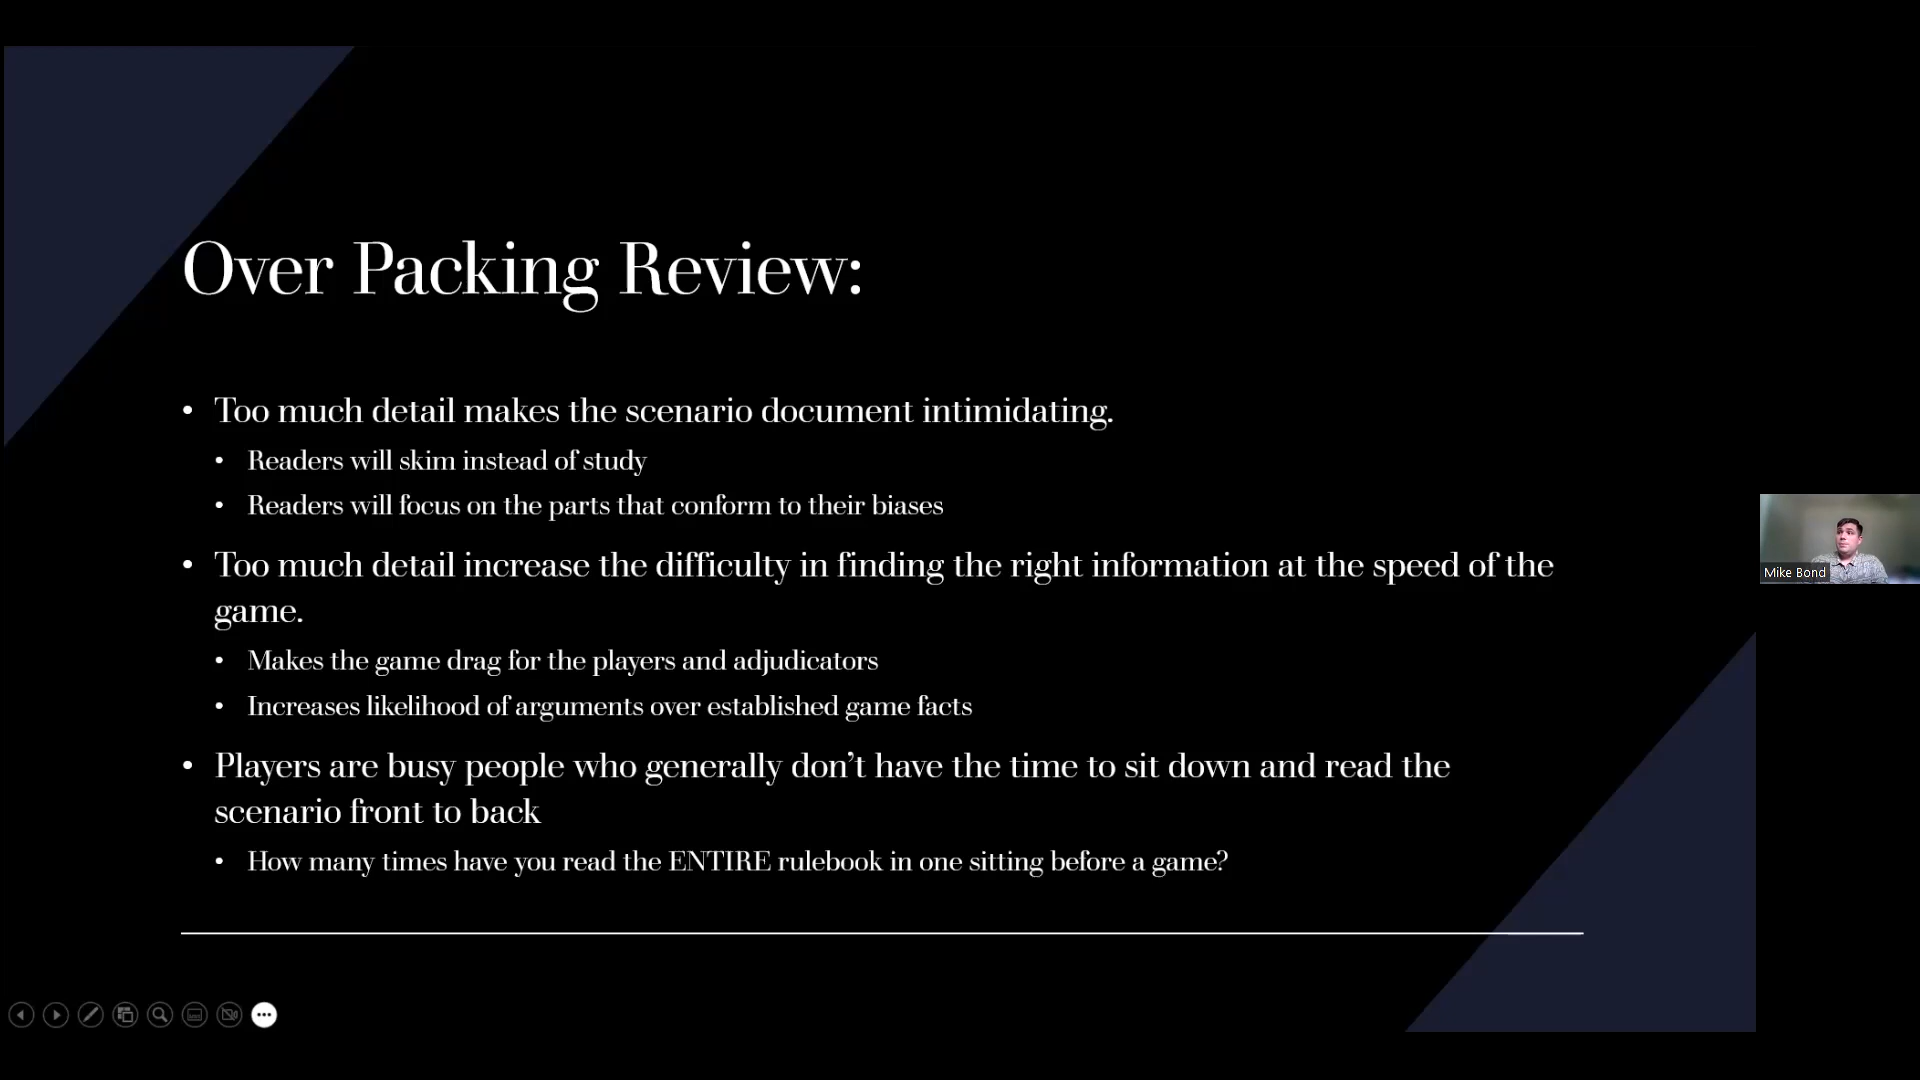 Over Packing Review:
• Too much detail makes the scenario document intimidating.
• Readers will skim instead of study
• Readers will focus on the parts that conform to their biases
• Too much detail increase the difficulty in finding the right information at the speed of the
game.
• Makes the game drag for the players and adjudicators
• Increases likelihood of arguments over established game facts
• Players are busy people who generally don’t have the time to sit down and read the
scenario front to back
• How many times have you read the ENTIRE rulebook in one sitting before a game?
Mike Bond